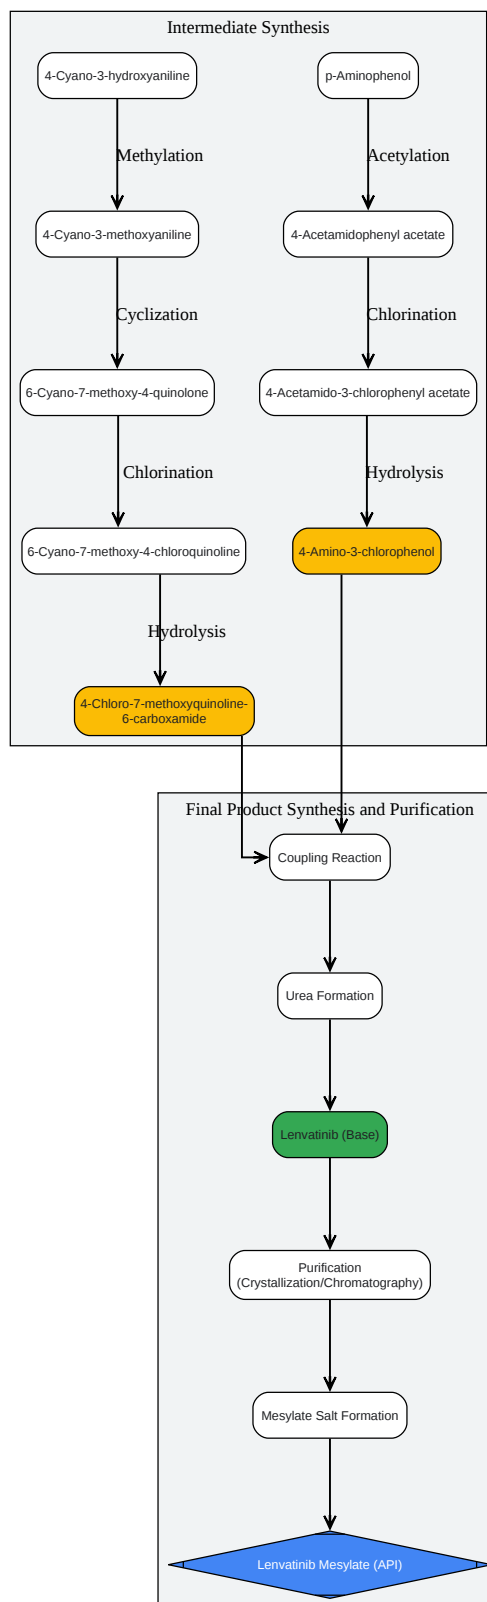 Intermediate Synthesis
4-Cyano-3-hydroxyaniline
p-Aminophenol
Methylation
Acetylation
4-Cyano-3-methoxyaniline
4-Acetamidophenyl acetate
Cyclization
Chlorination
6-Cyano-7-methoxy-4-quinolone
4-Acetamido-3-chlorophenyl acetate
Chlorination
Hydrolysis
6-Cyano-7-methoxy-4-chloroquinoline
4-Amino-3-chlorophenol
Hydrolysis
4-Chloro-7-methoxyquinoline-
6-carboxamide
Final Product Synthesis and Purification
Coupling Reaction
Urea Formation
Lenvatinib (Base)
Purification
(Crystallization/Chromatography)
Mesylate Salt Formation
Lenvatinib Mesylate (API)